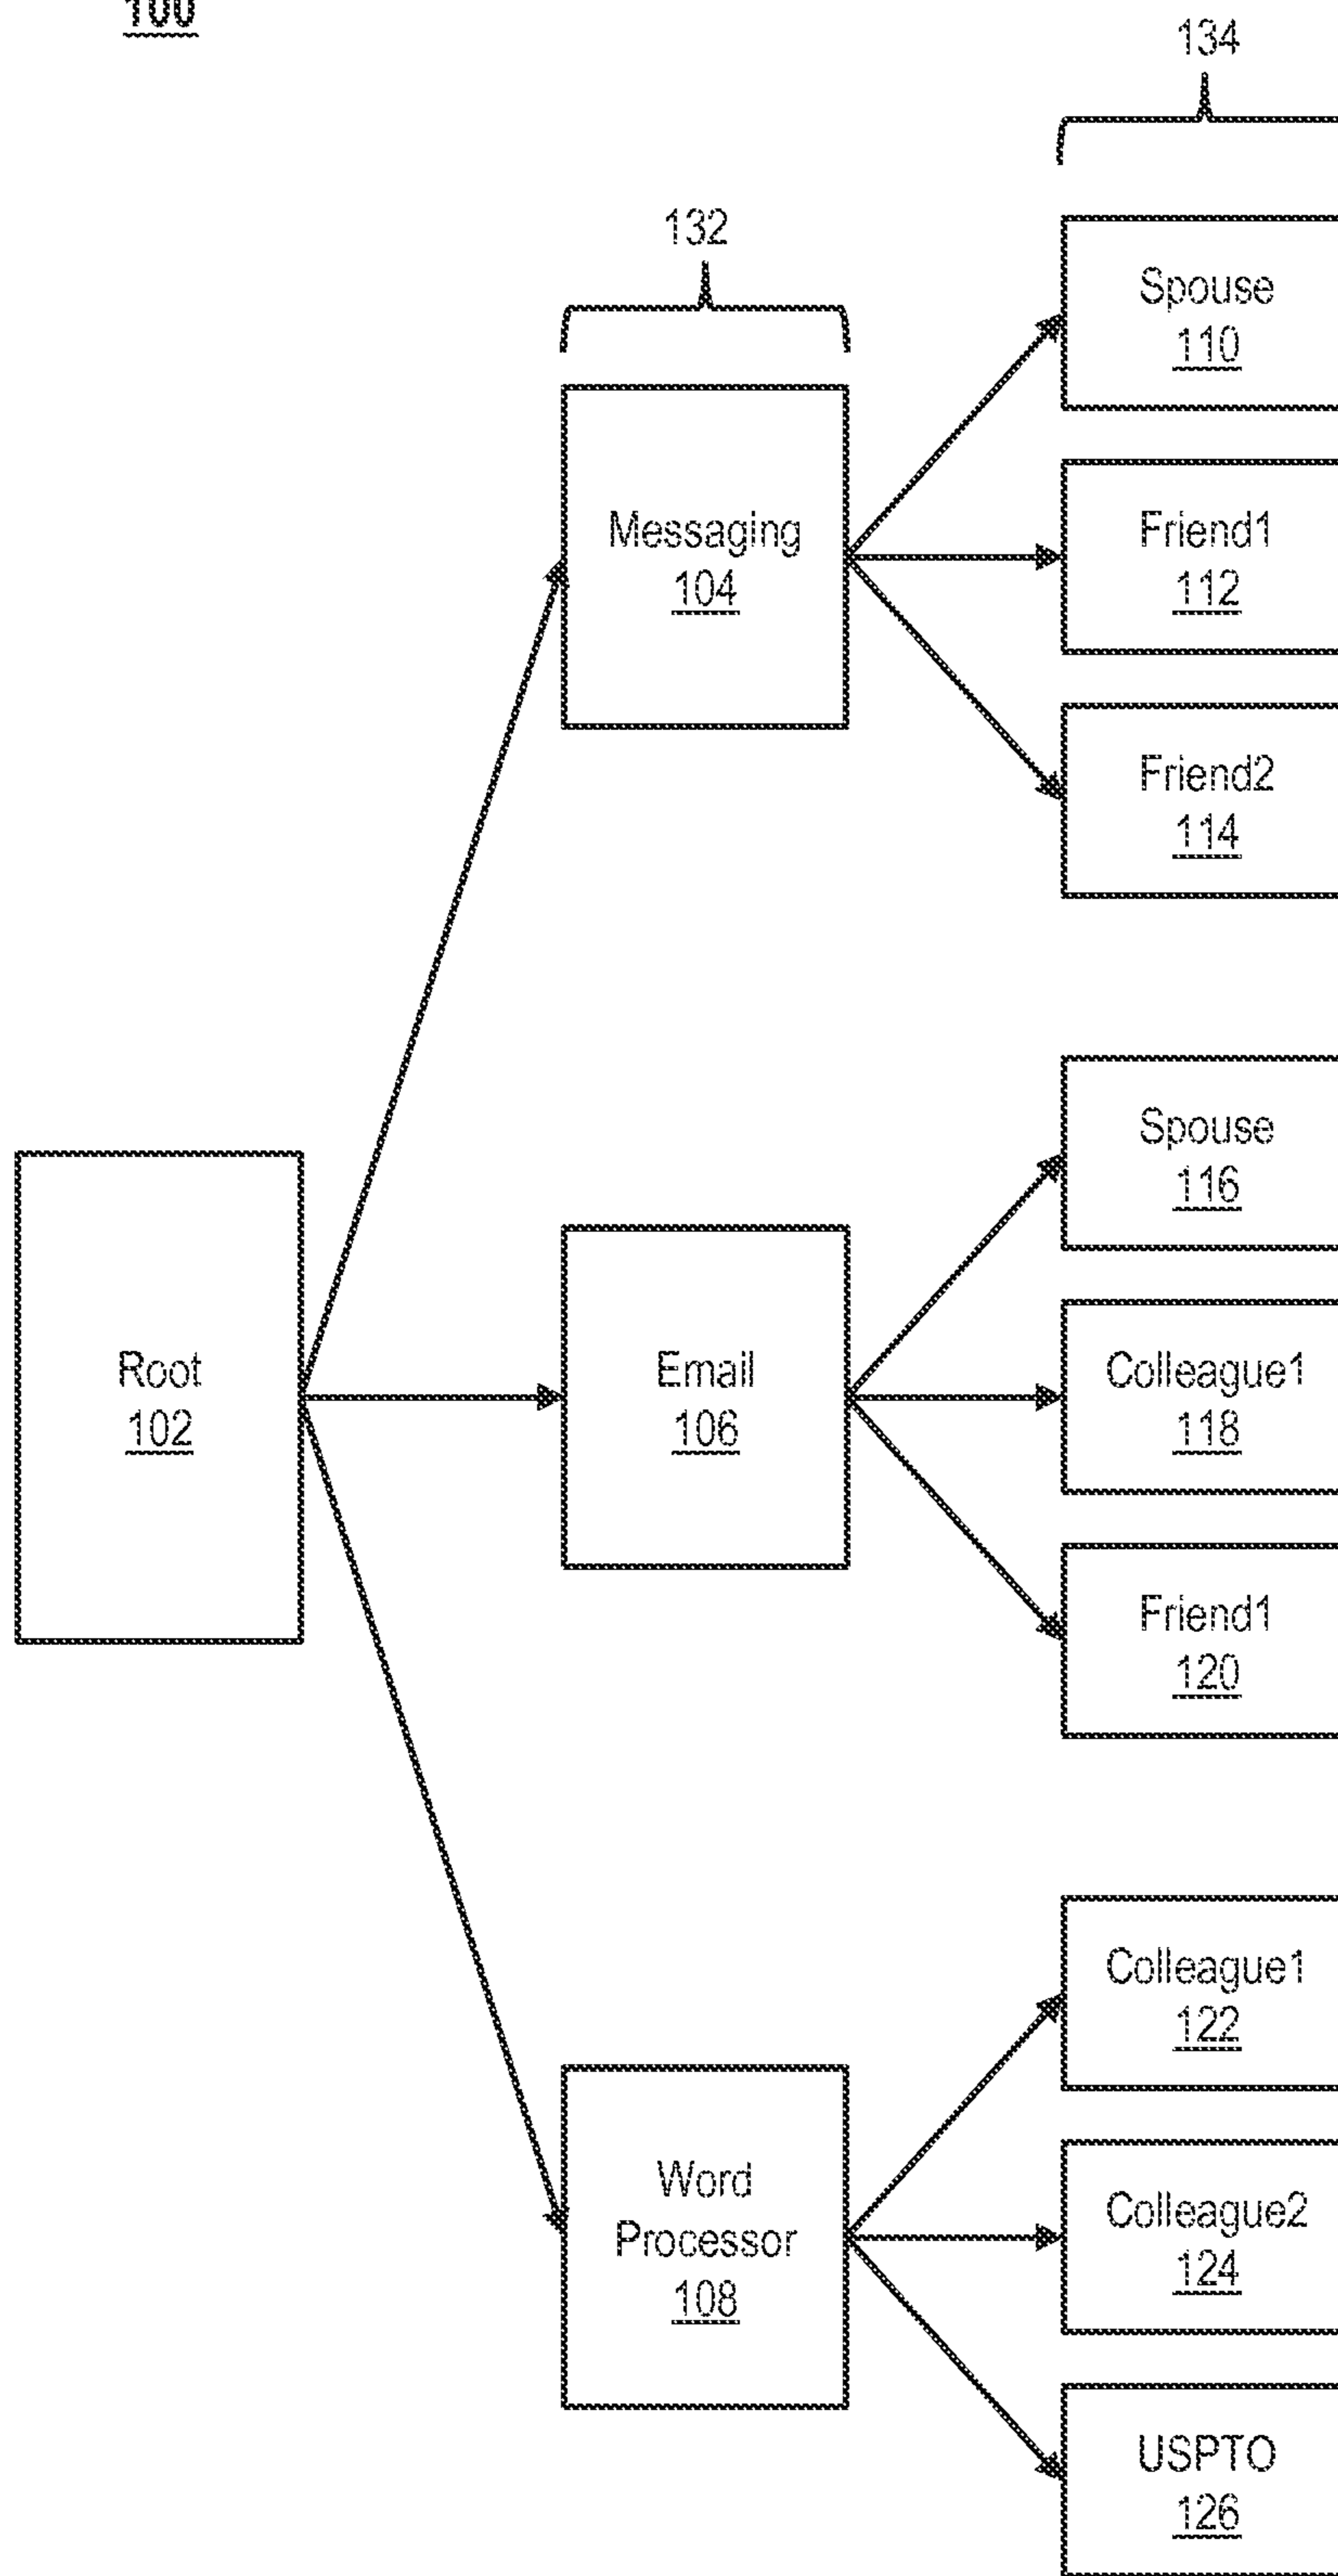 100
134
132
Spouse
110
Messaging
104
Friend1
112
Friend2
114
Root
102
Email
106
Spouse
116
Colleague1
118
Friend1
120
Word
Processor
108
Colleague1
122
Colleague2
124
USPTO
126